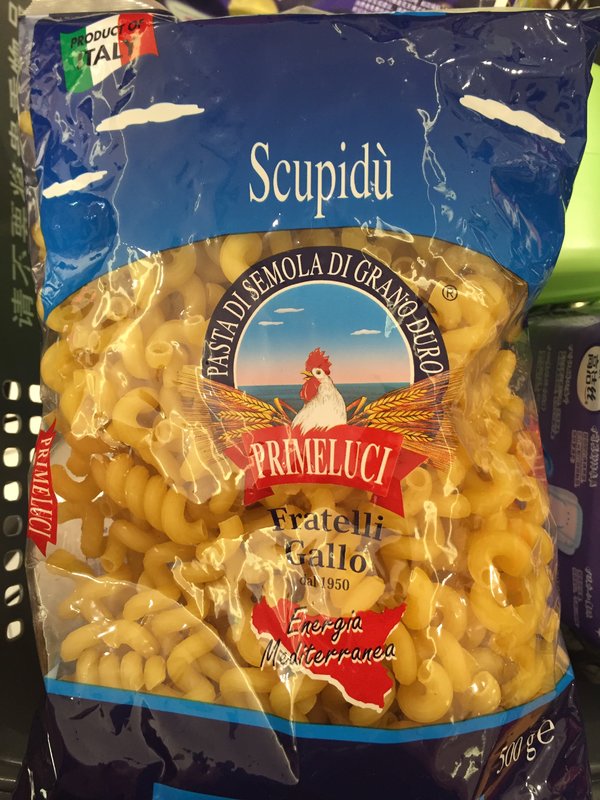 PRODUCT OF
ITALY
Scupidù
PASTA DI SEMOLA DI GRANO DURO
®
PRIMELUCI
PRIMELUCI
Fratelli
Gallo
dal 1950
Energia
Mediterranea
500 g e